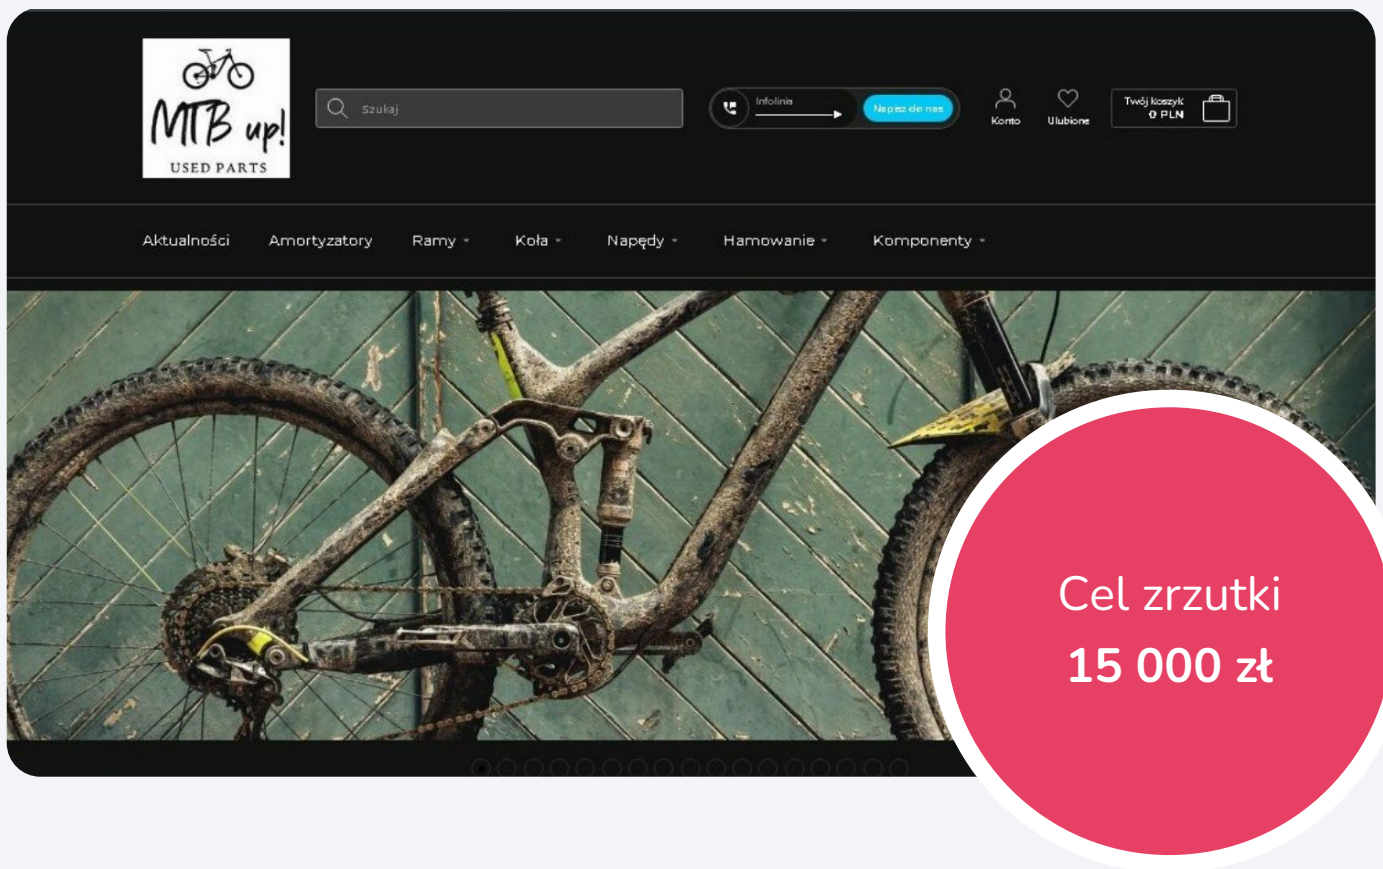 MTB up!
USED PARTS
Szukaj
Infolinia
Napisz do nas
Konto
Ulubione
Twój koszyk
0 PLN
Aktualności
Amortyzatory
Ramy
Koła
Napędy
Hamowanie
Komponenty
Cel zrzutki
15 000 zł